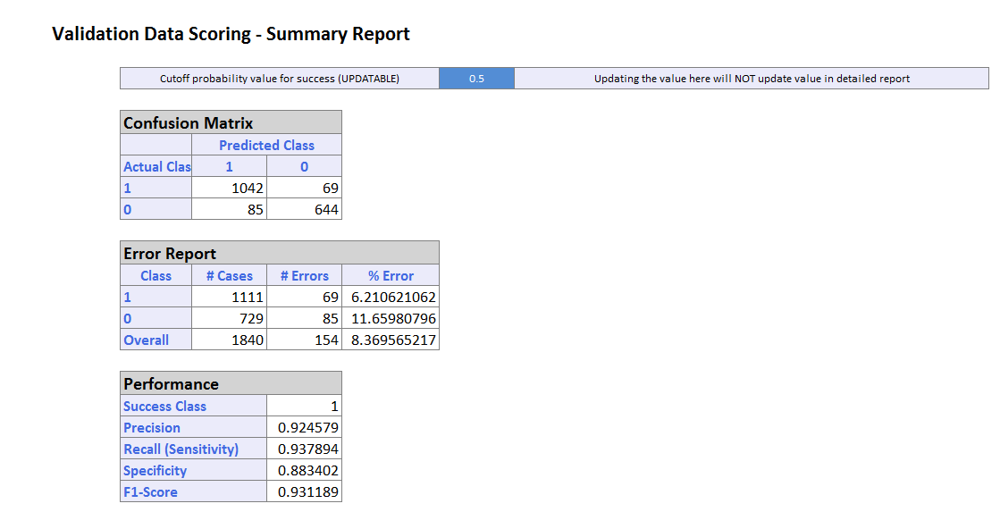 Validation Data Scoring - Summary Report
Cutoff probability value for success (UPDATABLE) 0.5 Updating the value here will NOT update value in detailed report
Confusion Matrix
Predicted Class
Actual Clas 1 0
1 1042 69
0 85 644
Error Report
Class # Cases # Errors % Error
1 1111 69 6.210621062
0 729 85 11.65980796
Overall 1840 154 8.369565217
Performance
Success Class 1
Precision 0.924579
Recall (Sensitivity) 0.937894
Specificity 0.883402
F1-Score 0.931189